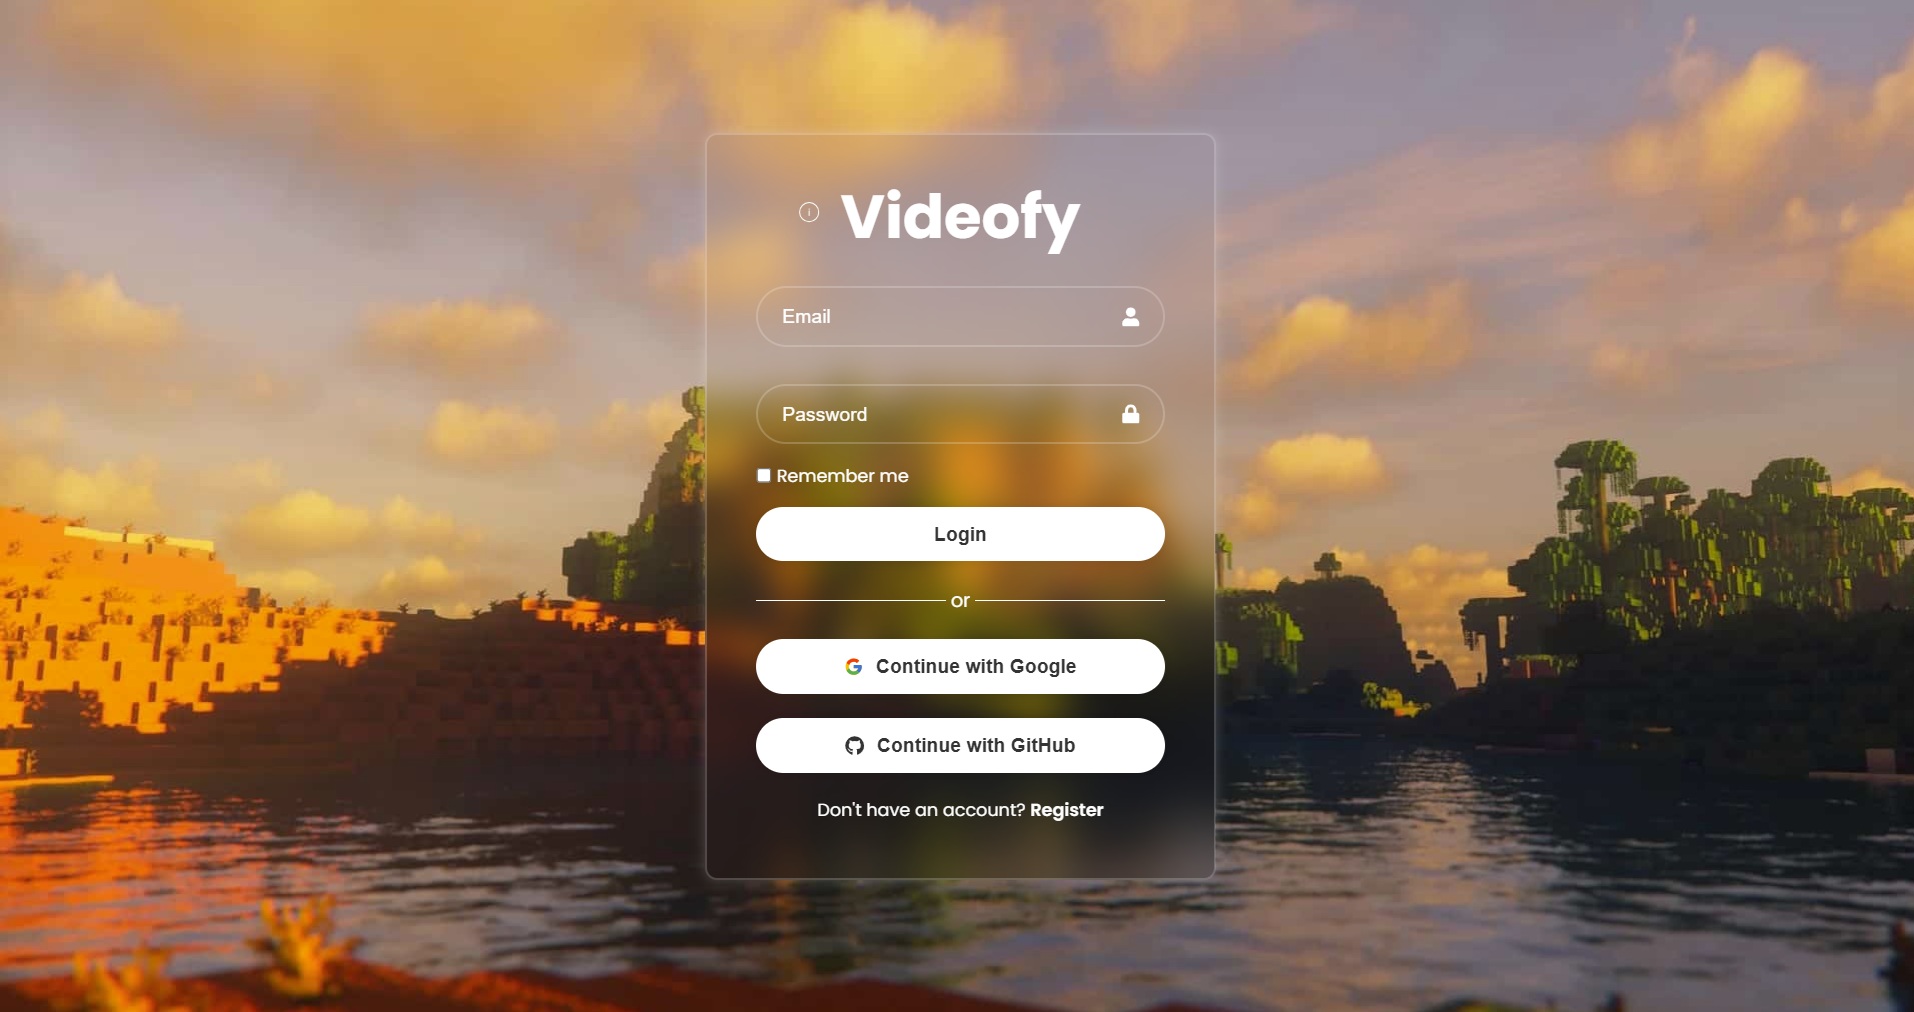 Videofy
Email
Password
Remember me
Login
or
Continue with Google
Continue with GitHub
Don't have an account? Register